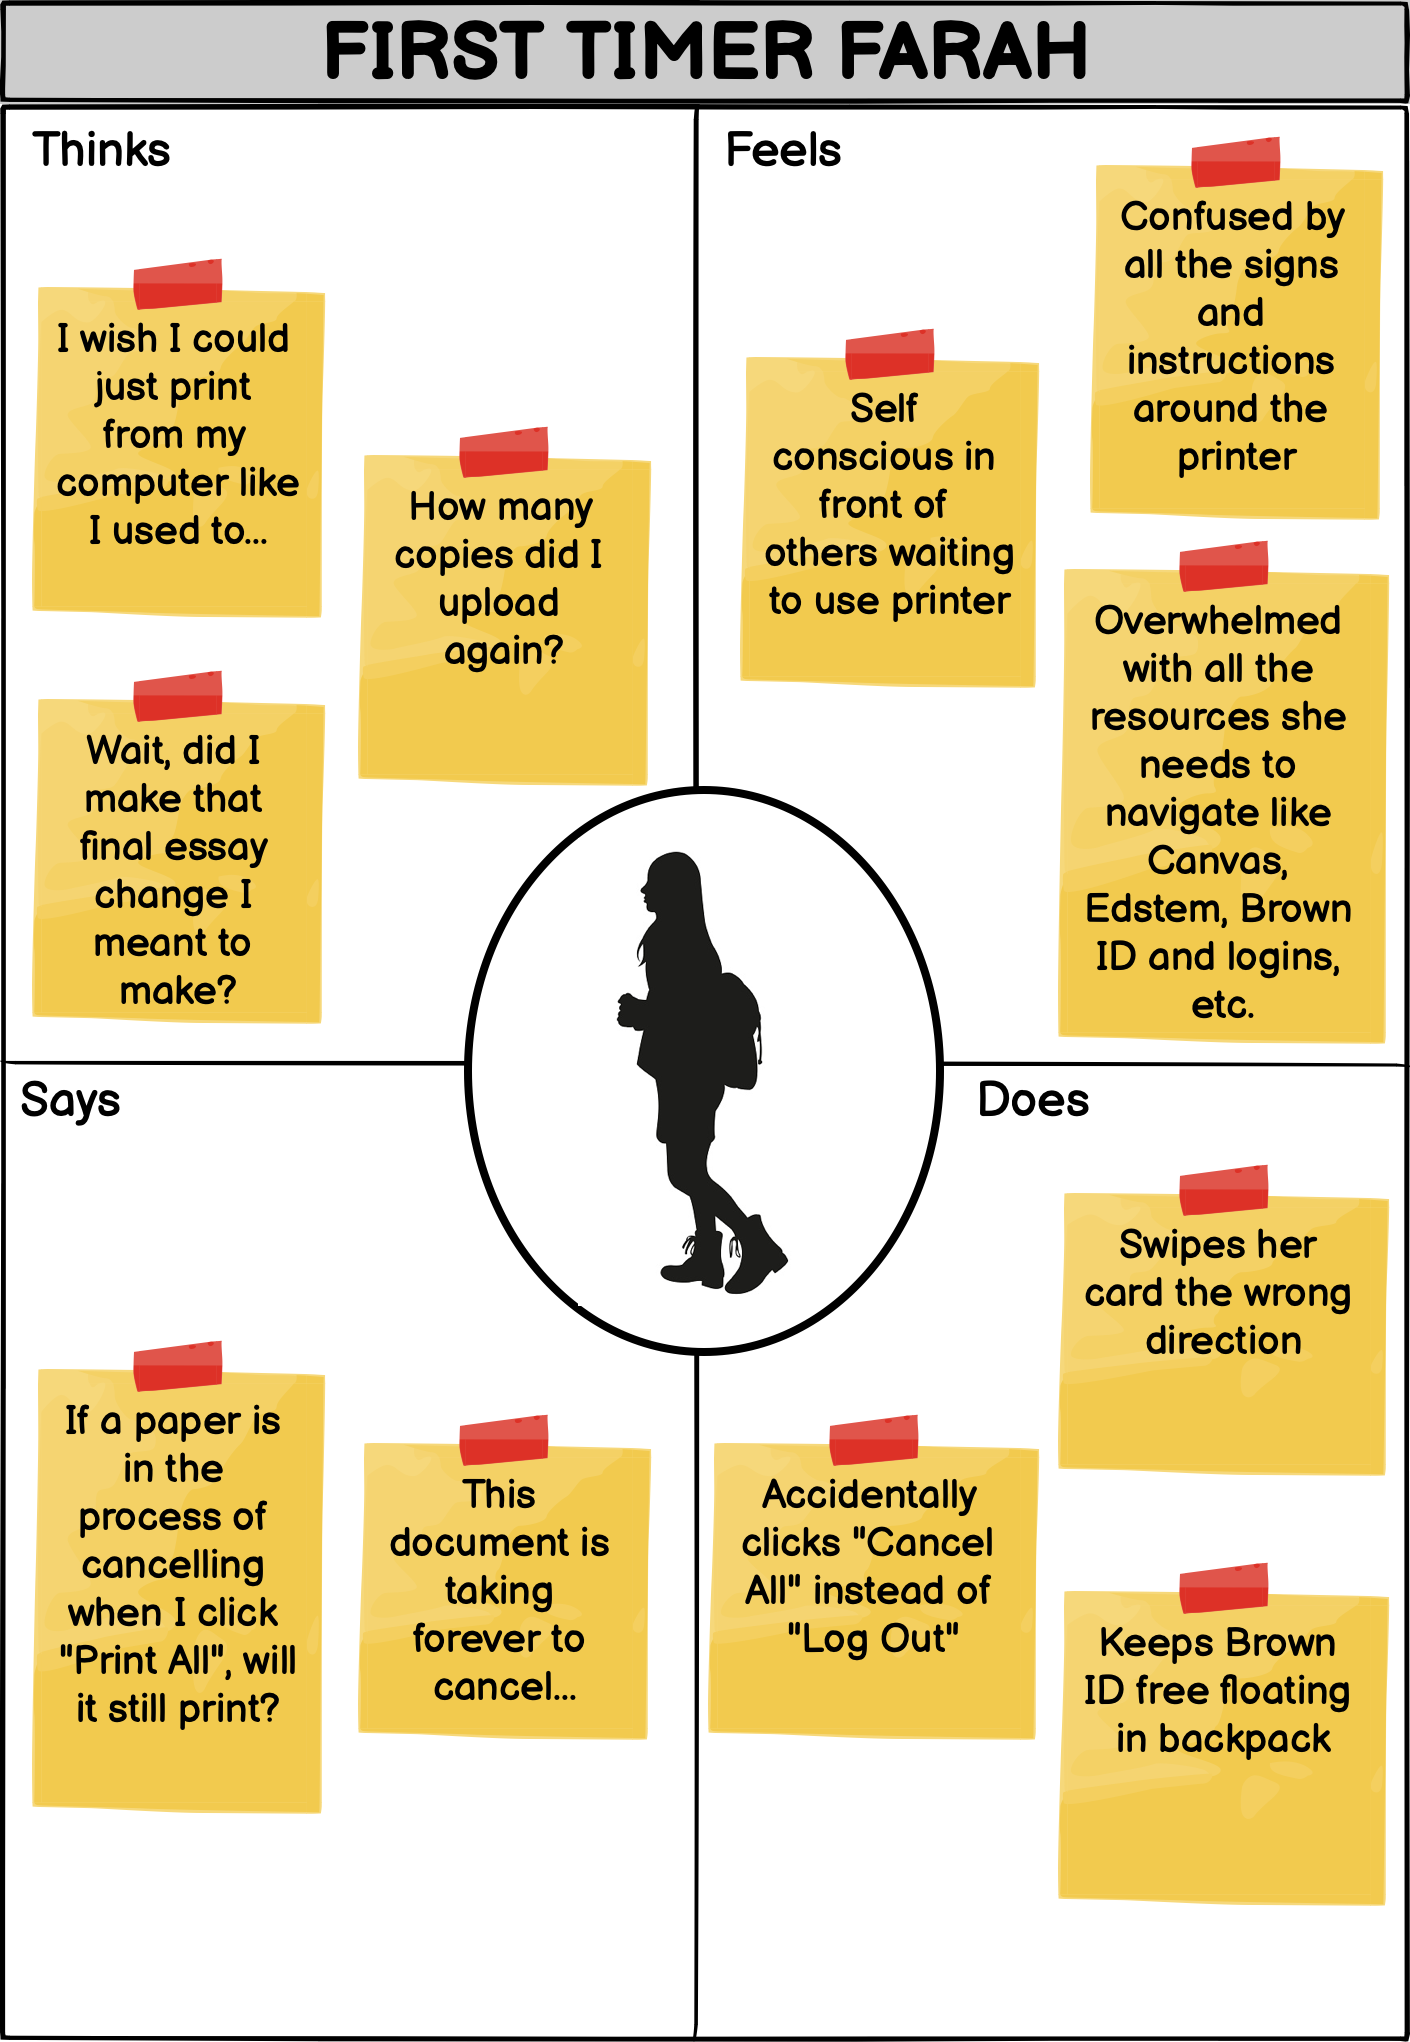 FIRST TIMER FARAH
Thinks
I wish I could
just print
from my
computer like
I used to...
How many
copies did I
upload
again?
Wait, did I
make that
final essay
change I
meant to
make?
Feels
Confused by
all the signs
and
instructions
around the
printer
Self
conscious in
front of
others waiting
to use printer
Overwhelmed
with all the
resources she
needs to
navigate like
Canvas,
Edstem, Brown
ID and logins,
etc.
Says
If a paper is
in the
process of
cancelling
when I click
"Print All", will
it still print?
This
document is
taking
forever to
cancel...
Does
Swipes her
card the wrong
direction
Accidentally
clicks "Cancel
All" instead of
"Log Out"
Keeps Brown
ID free floating
in backpack